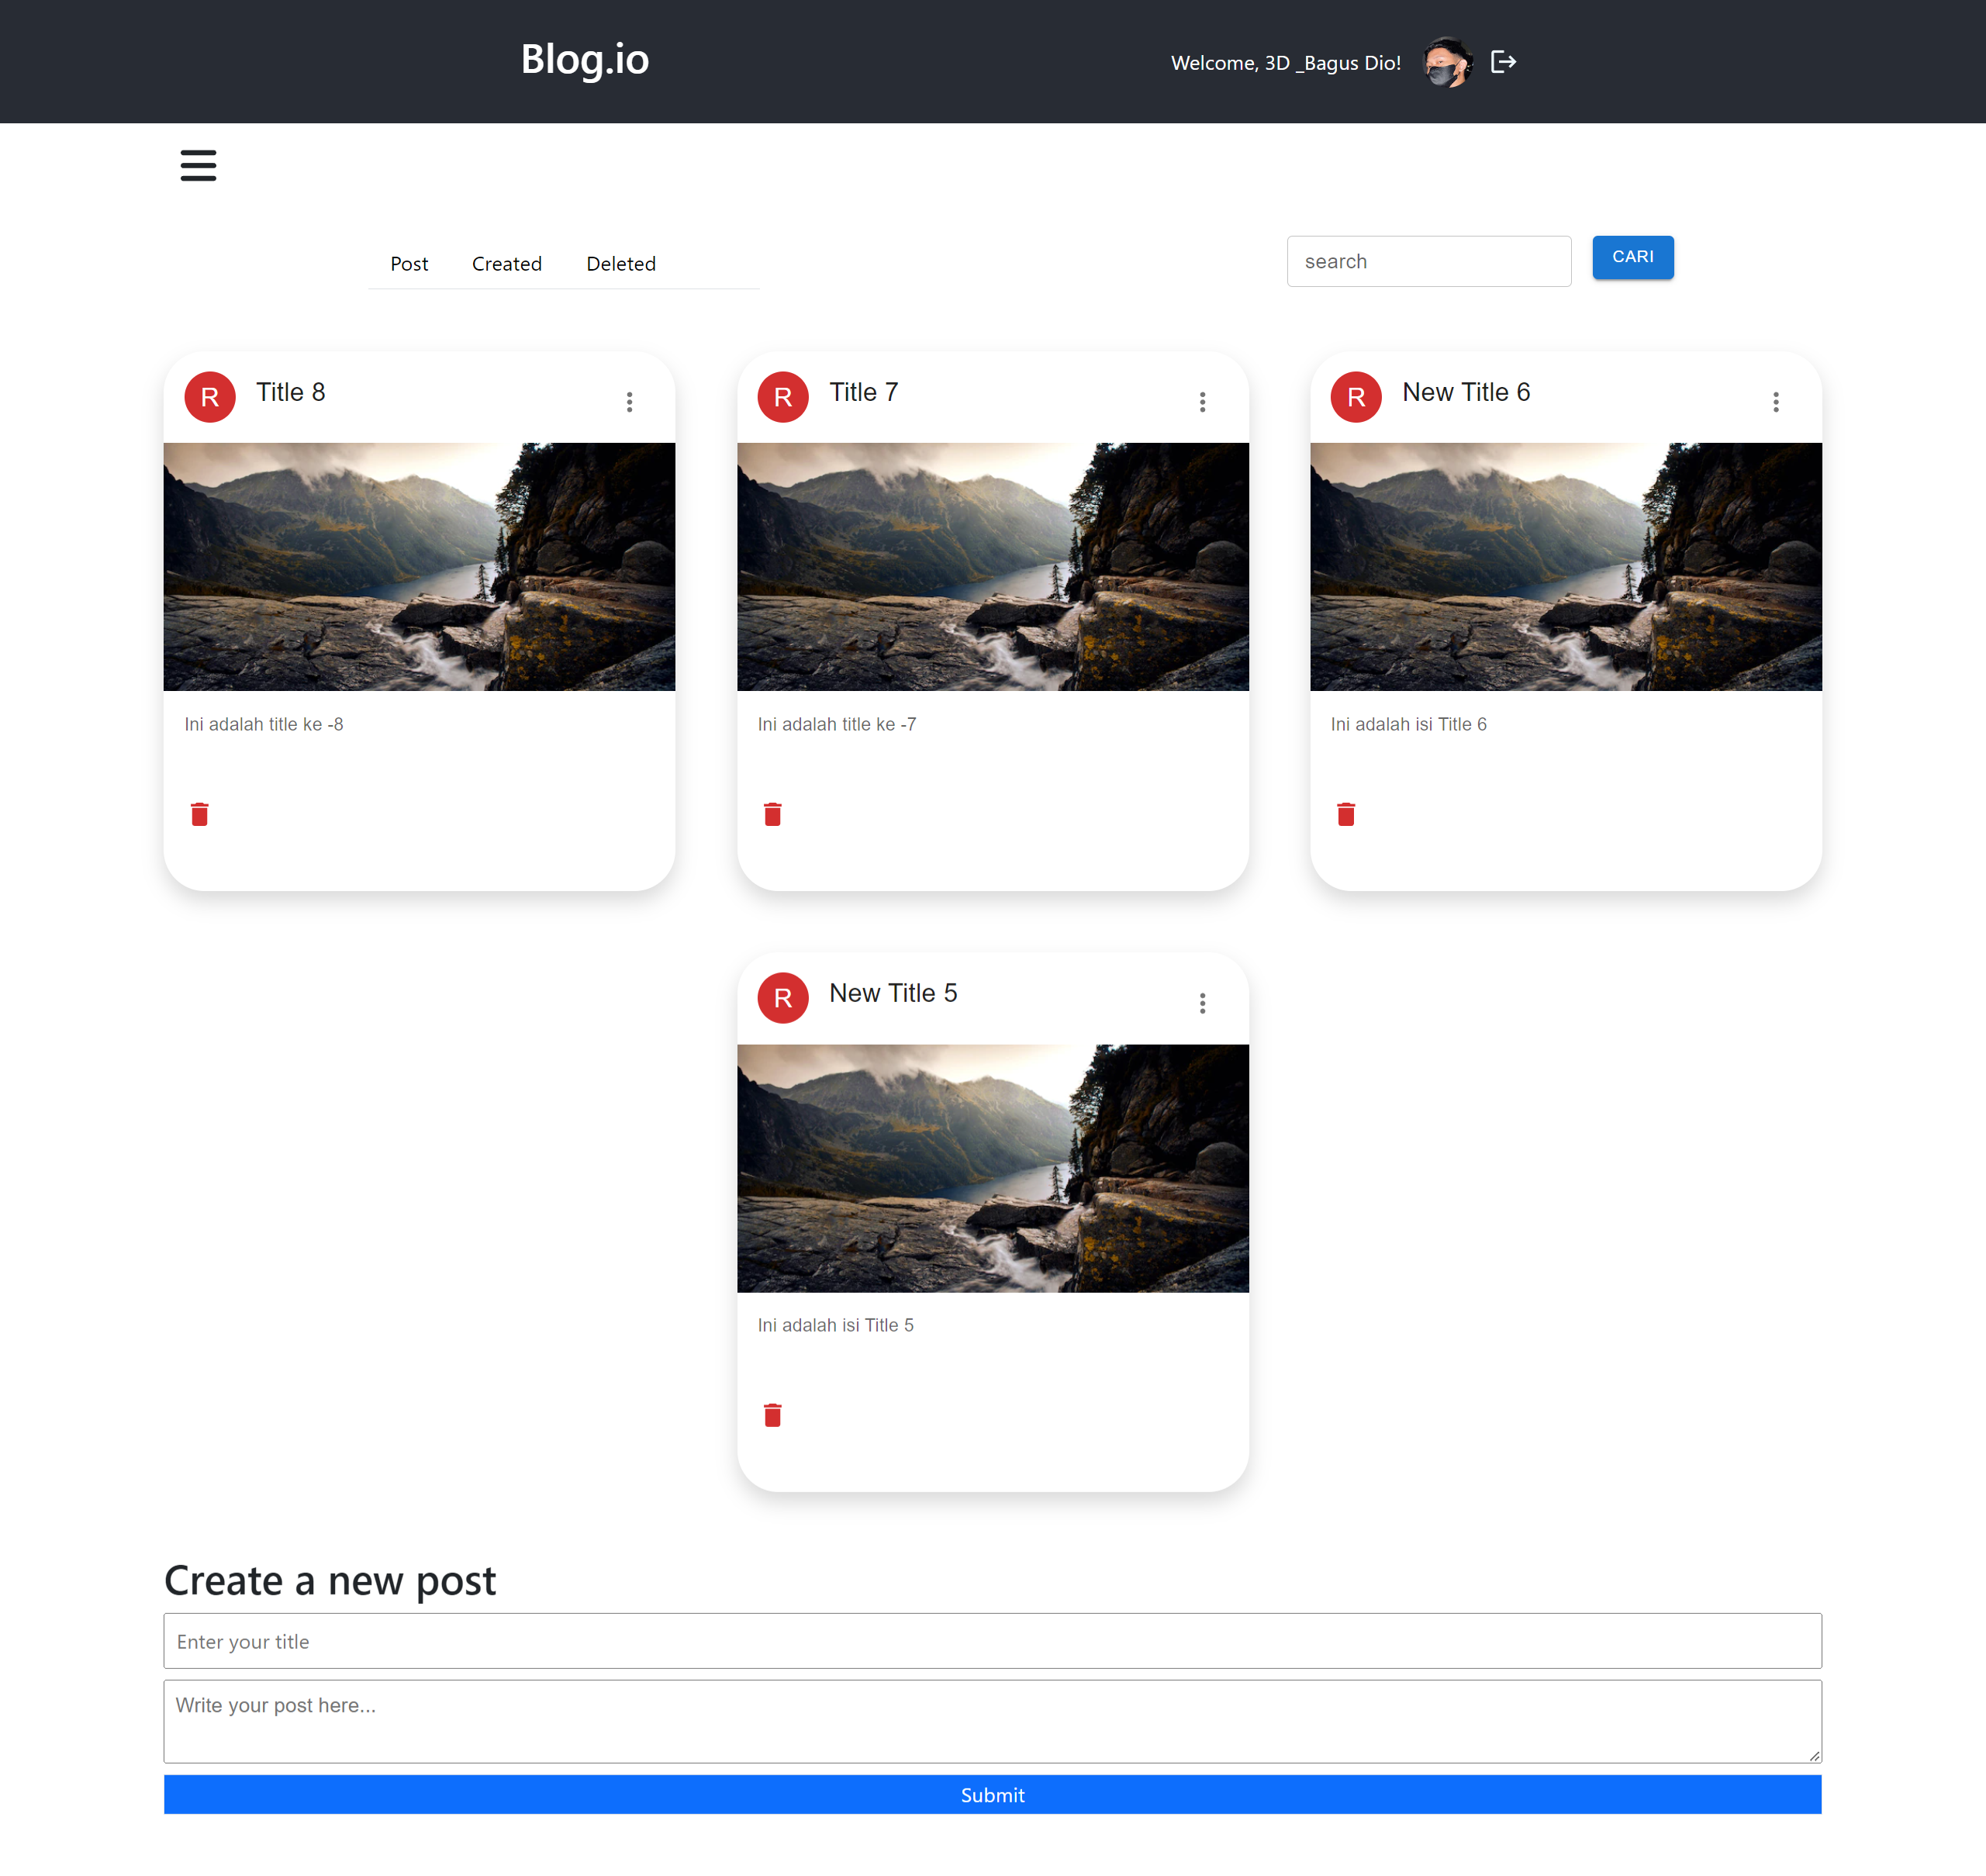 Blog.io
Welcome, 3D _Bagus Dio!
Post Created Deleted
search
CARI
R Title 8
R Title 7
R New Title 6
Ini adalah title ke -8
Ini adalah title ke -7
Ini adalah isi Title 6
R New Title 5
Ini adalah isi Title 5
Create a new post
Enter your title
Write your post here...
Submit